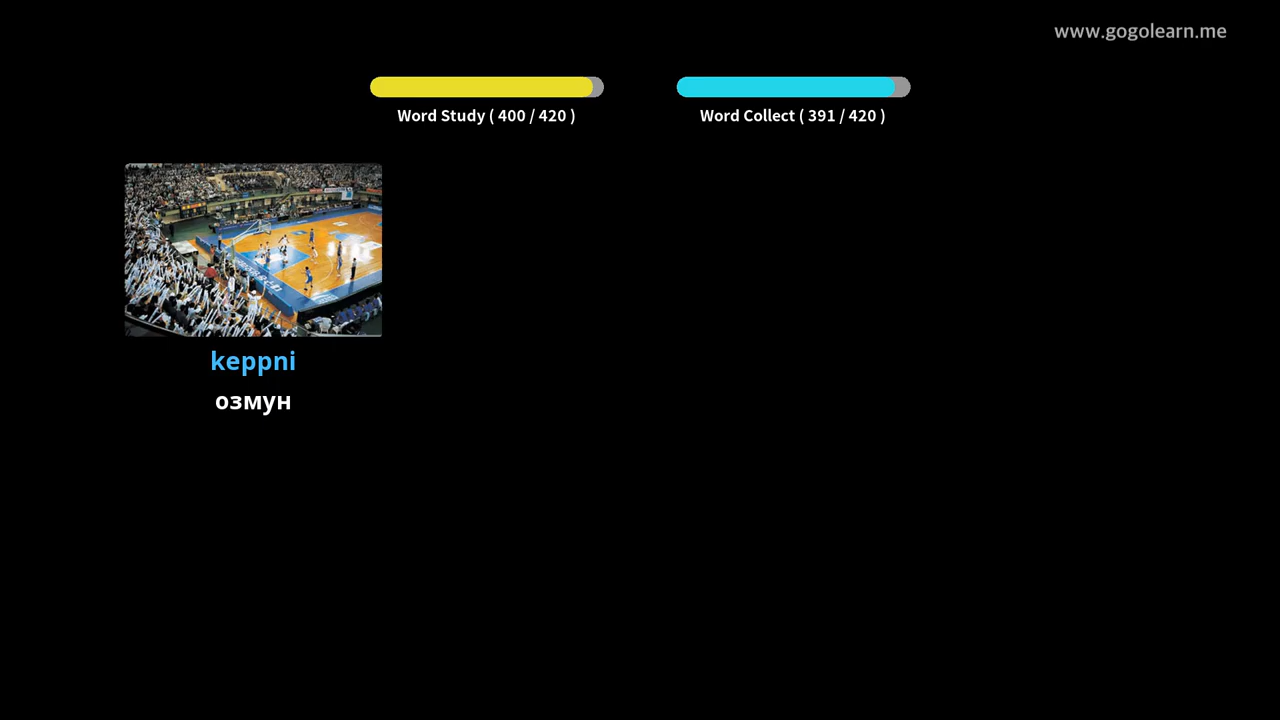 www.gogolearn.me
Word Study ( 400 / 420 )
Word Collect ( 391 / 420 )
keppni
озмун